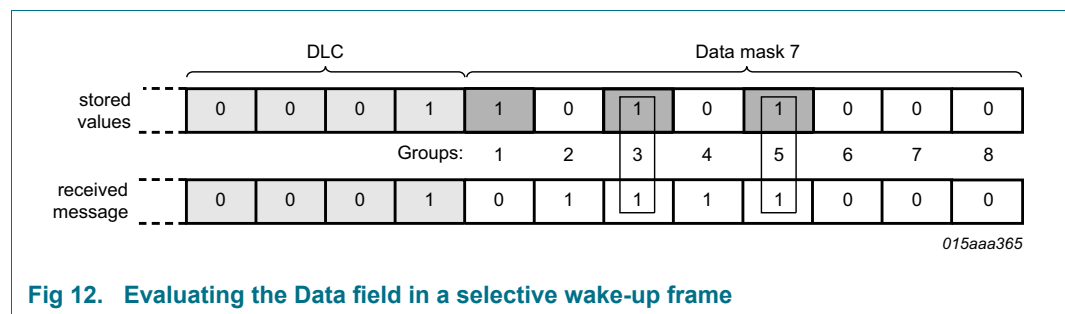 DLC Data mask 7
stored values 0 0 0 1 1 0 1 0 1 0 0 0
Groups: 1 2 3 4 5 6 7 8
received message 0 0 0 1 0 1 1 1 1 0 0 0
015aaa365
Fig 12. Evaluating the Data field in a selective wake-up frame